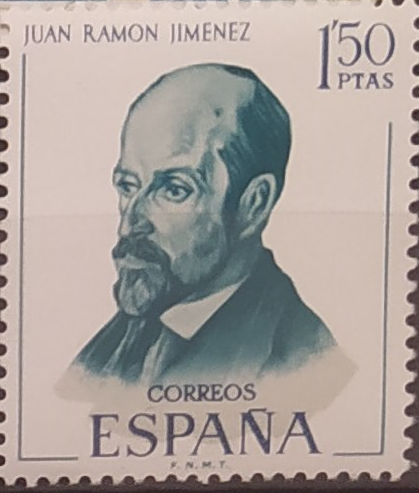 JUAN RAMON JIMENEZ
1'50
PTAS
CORREOS
ESPAÑA
F.N.M.T.